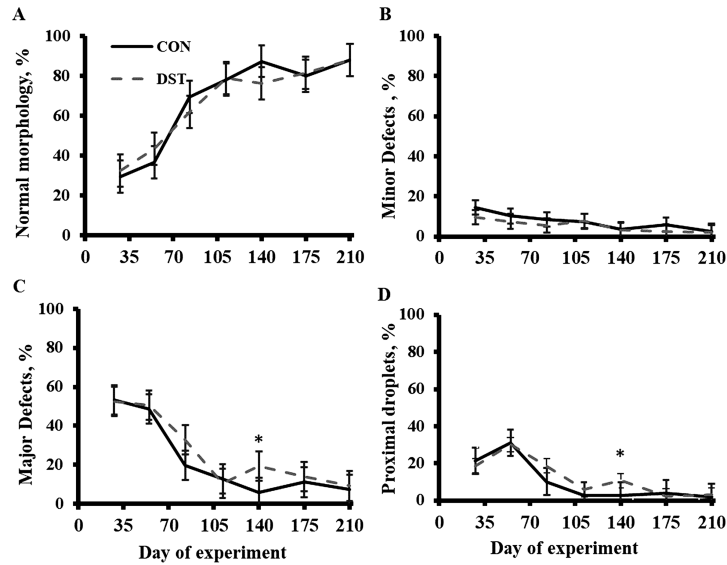 A
Normal morphology, %
100
80
60
40
20
0
CON
DST
0 35 70 105 140 175 210
B
Minor Defects , %
100
80
60
40
20
0
0 35 70 105 140 175 210
C
Major Defects, %
100
80
60
40
20
0
*
0 35 70 105 140 175 210
Day of experiment
D
Proximal droplets, %
100
80
60
40
20
0
*
0 35 70 105 140 175 210
Day of experiment